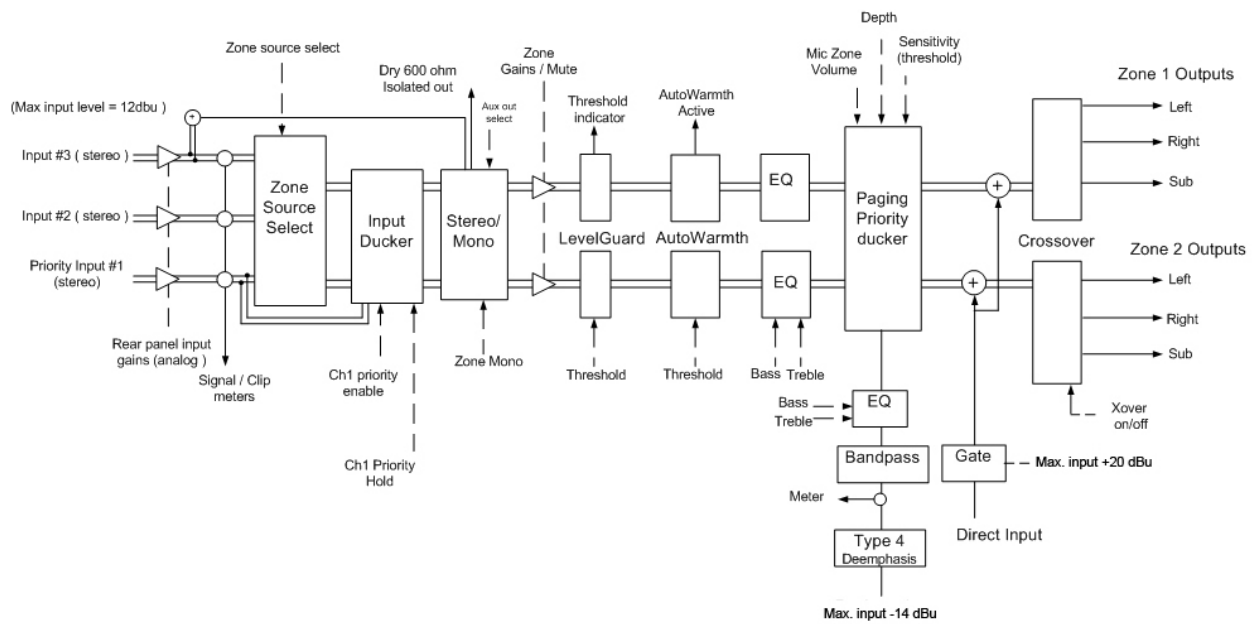 Depth
Zone source select
Zone
Gains / Mute
Mic Zone
Volume
Sensitivity
(threshold)
Zone 1 Outputs
Dry 600 ohm
Isolated out
Aux out
select
Threshold
indicator
AutoWarmth
Active
(Max input level = 12dbu )
Left
Input #3 ( stereo )
Right
Zone
Source
Select
EQ
Sub
Input #2 ( stereo )
Input
Ducker
Stereo/
Mono
Paging
Priority
ducker
LevelGuard
AutoWarmth
Crossover
Zone 2 Outputs
Priority Input #1
(stereo)
EQ
+
+
+
Left
Right
Rear panel input
gains (analog )
Signal / Clip
meters
Ch1 priority
enable
Zone Mono
Threshold
Threshold
Bass
Treble
Sub
Bass
Treble
EQ
Xover
on/off
Ch1 Priority
Hold
Bandpass
Gate
Max. input +20 dBu
Meter
Direct Input
Type 4
Deemphasis
Max. input -14 dBu